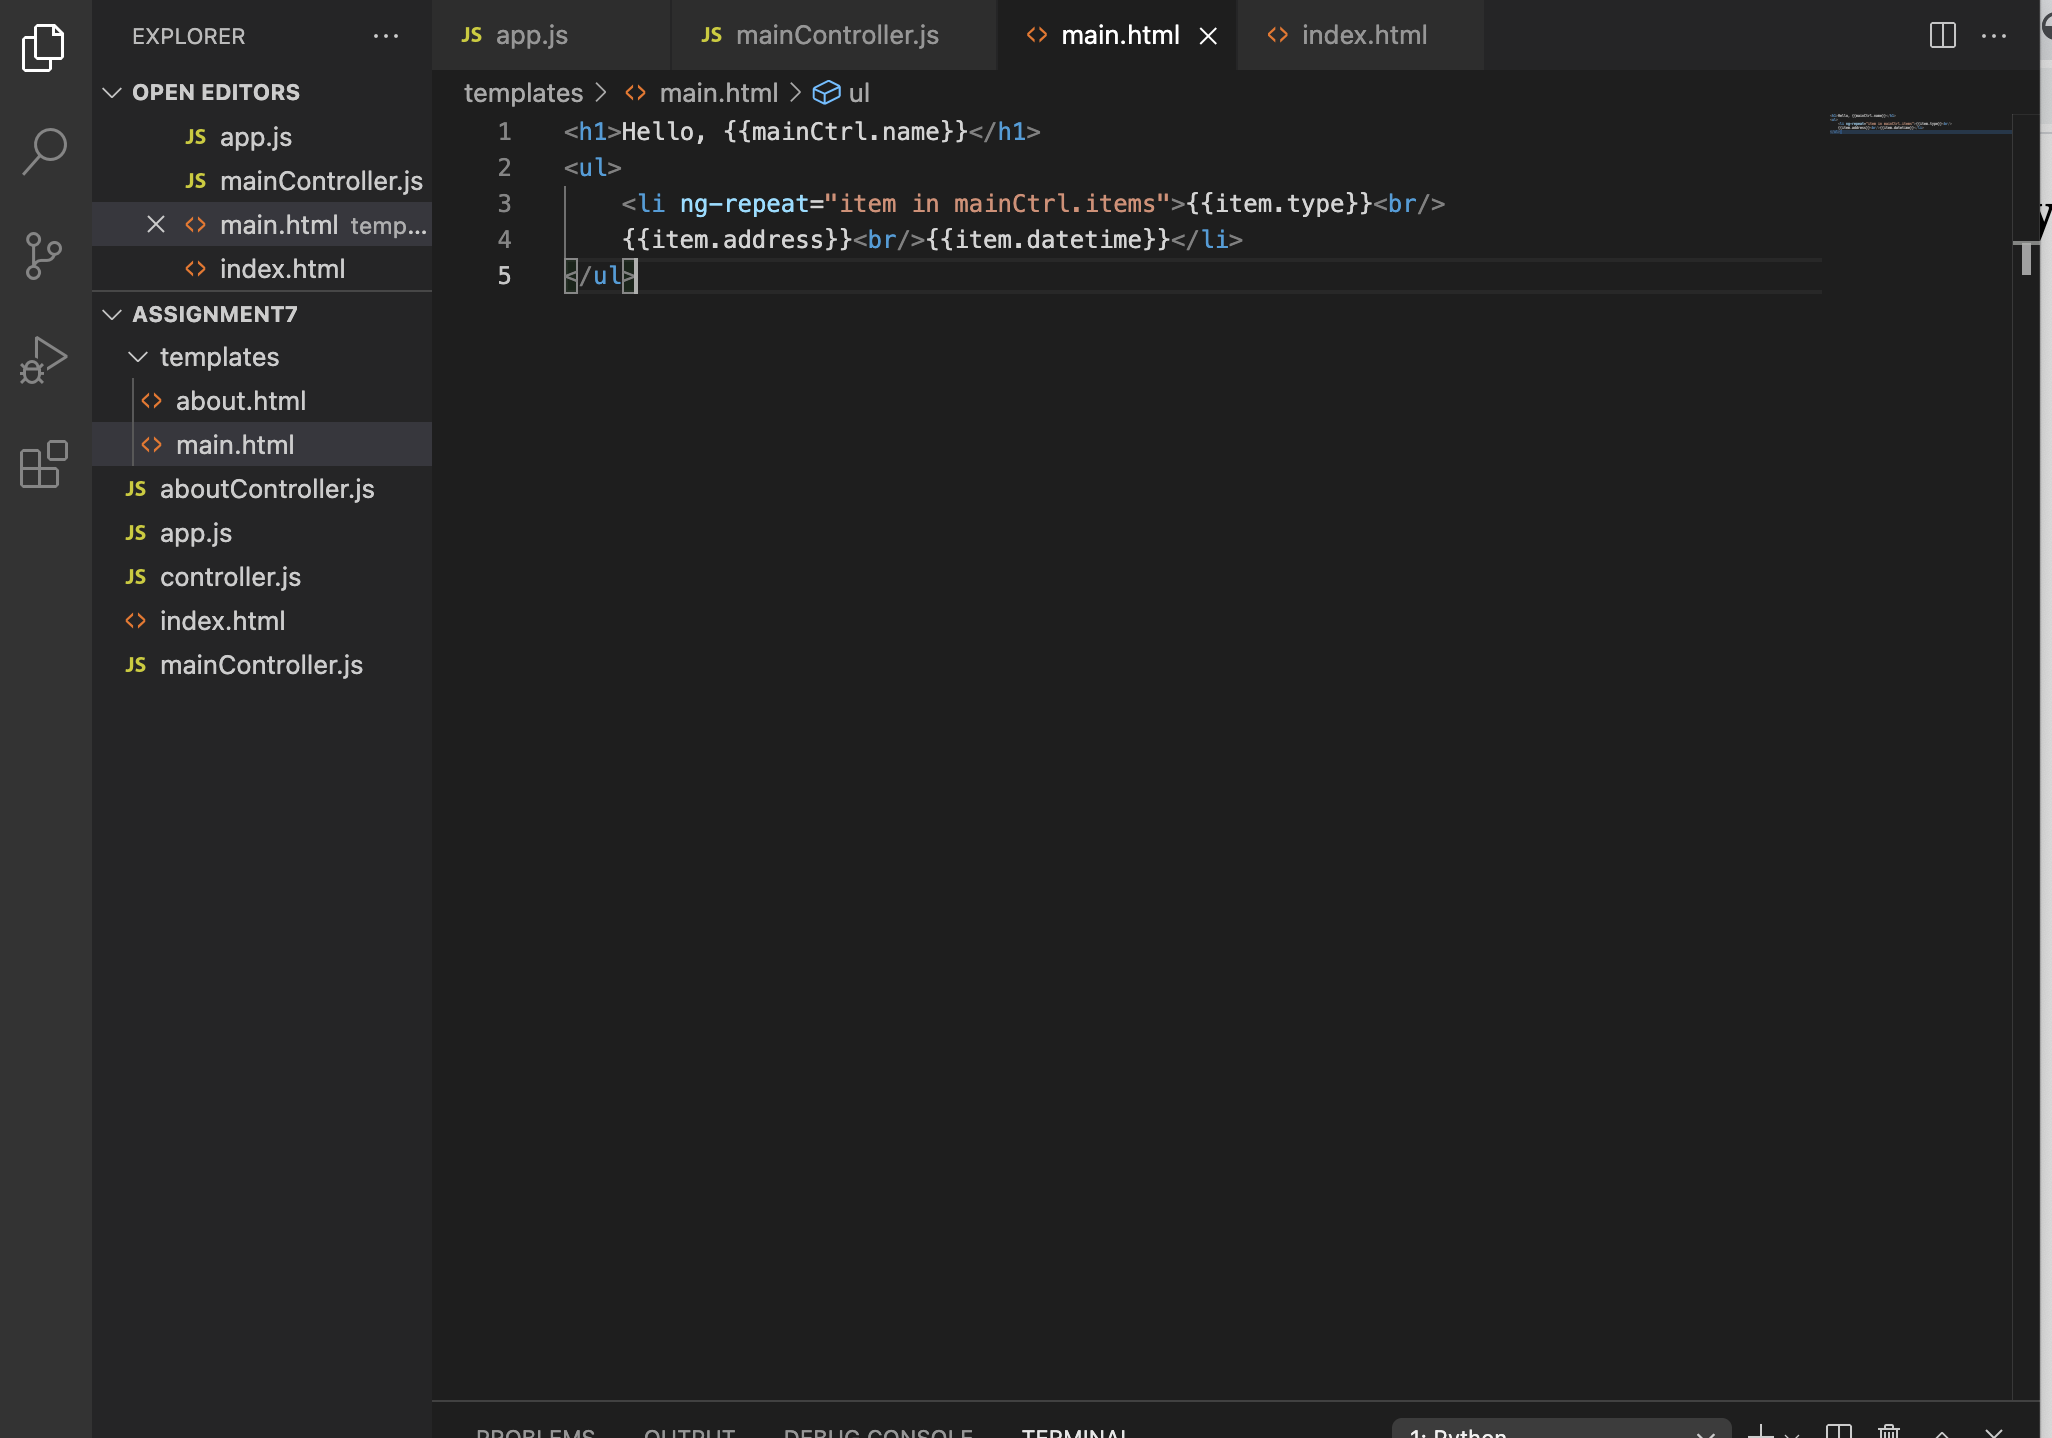 EXPLORER
OPEN EDITORS
JS app.js
JS mainController.js
main.html temp...
index.html
ASSIGNMENT7
templates
about.html
main.html
JS aboutController.js
JS app.js
JS controller.js
index.html
JS mainController.js
JS app.js JS mainController.js main.html index.html
templates > main.html > ul
1 <h1>Hello, {{mainCtrl.name}}</h1>
2 <ul>
3 <li ng-repeat="item in mainCtrl.items">{{item.type}}<br/>
4 {{item.address}}<br/>{{item.datetime}}</li>
5 </ul>
PROBLEMS OUTPUT DEBUG CONSOLE TERMINAL 1: Python